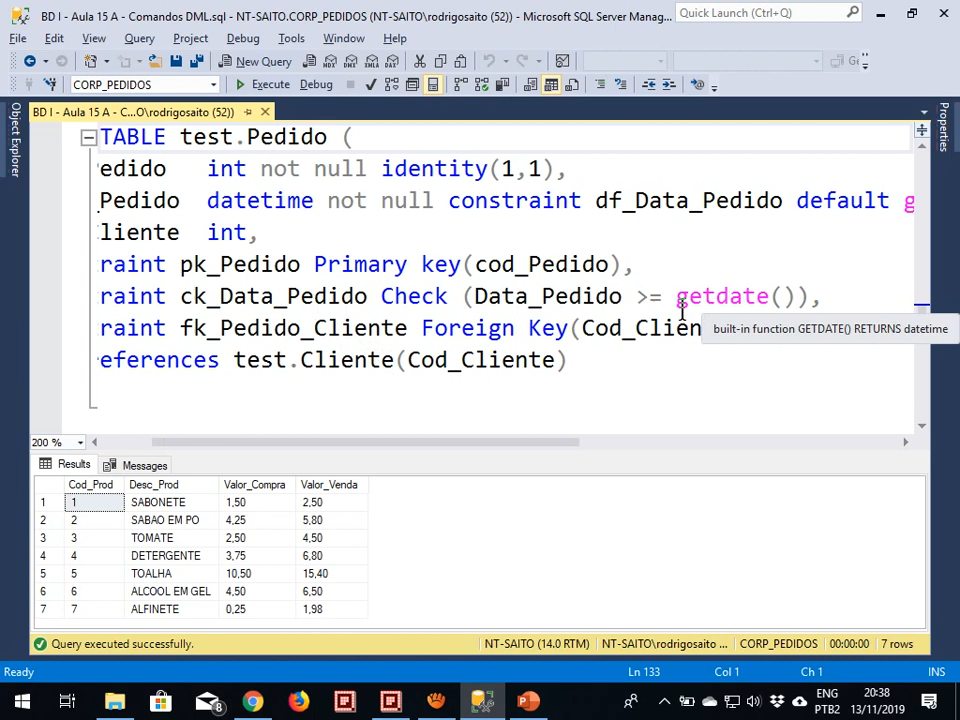 BD I - Aula 15 A - Comandos DML.sql - NT-SAITO.CORP_PEDIDOS (NT-SAITO\rodrigosaito (52)) - Microsoft SQL Server Manag...
Quick Launch (Ctrl+Q)
File Edit View Query Project Debug Tools Window Help
New Query
Ge
CORP_PEDIDOS Execute Debug
BD I - Aula 15 A - C...O\rodrigosaito (52))
Object Explorer
Properties
TABLE test.Pedido (
edido int not null identity(1,1),
Pedido datetime not null constraint df_Data_Pedido default g
liente int,
raint pk_Pedido Primary key(cod_Pedido),
raint ck_Data_Pedido Check (Data_Pedido >= getdate()),
raint fk_Pedido_Cliente Foreign Key(Cod_Clien
built-in function GETDATE() RETURNS datetime
eferences test.Cliente(Cod_Cliente)
200 %
Results Messages
Cod_Prod Desc_Prod Valor_Compra Valor_Venda
1 1 SABONETE 1,50 2,50
2 2 SABAO EM PO 4,25 5,80
3 3 TOMATE 2,50 4,50
4 4 DETERGENTE 3,75 6,80
5 5 TOALHA 10,50 15,40
6 6 ALCOOL EM GEL 4,50 6,50
7 7 ALFINETE 0,25 1,98
Query executed successfully. NT-SAITO (14.0 RTM) NT-SAITO\rodrigosaito ... CORP_PEDIDOS 00:00:00 7 rows
Ready Ln 133 Col 1 Ch 1 INS
8
ENG
PTB2
20:38
13/11/2019